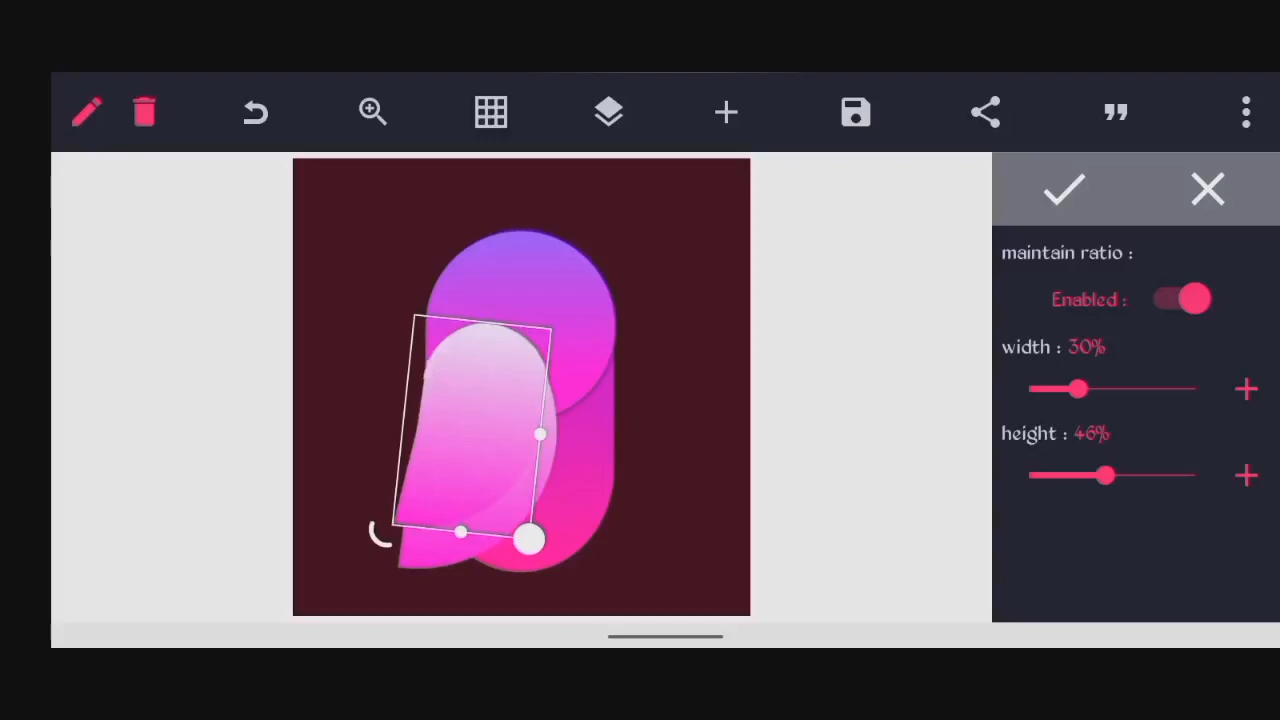 maintain ratio :
Enabled :
width : 30%
height : 46%